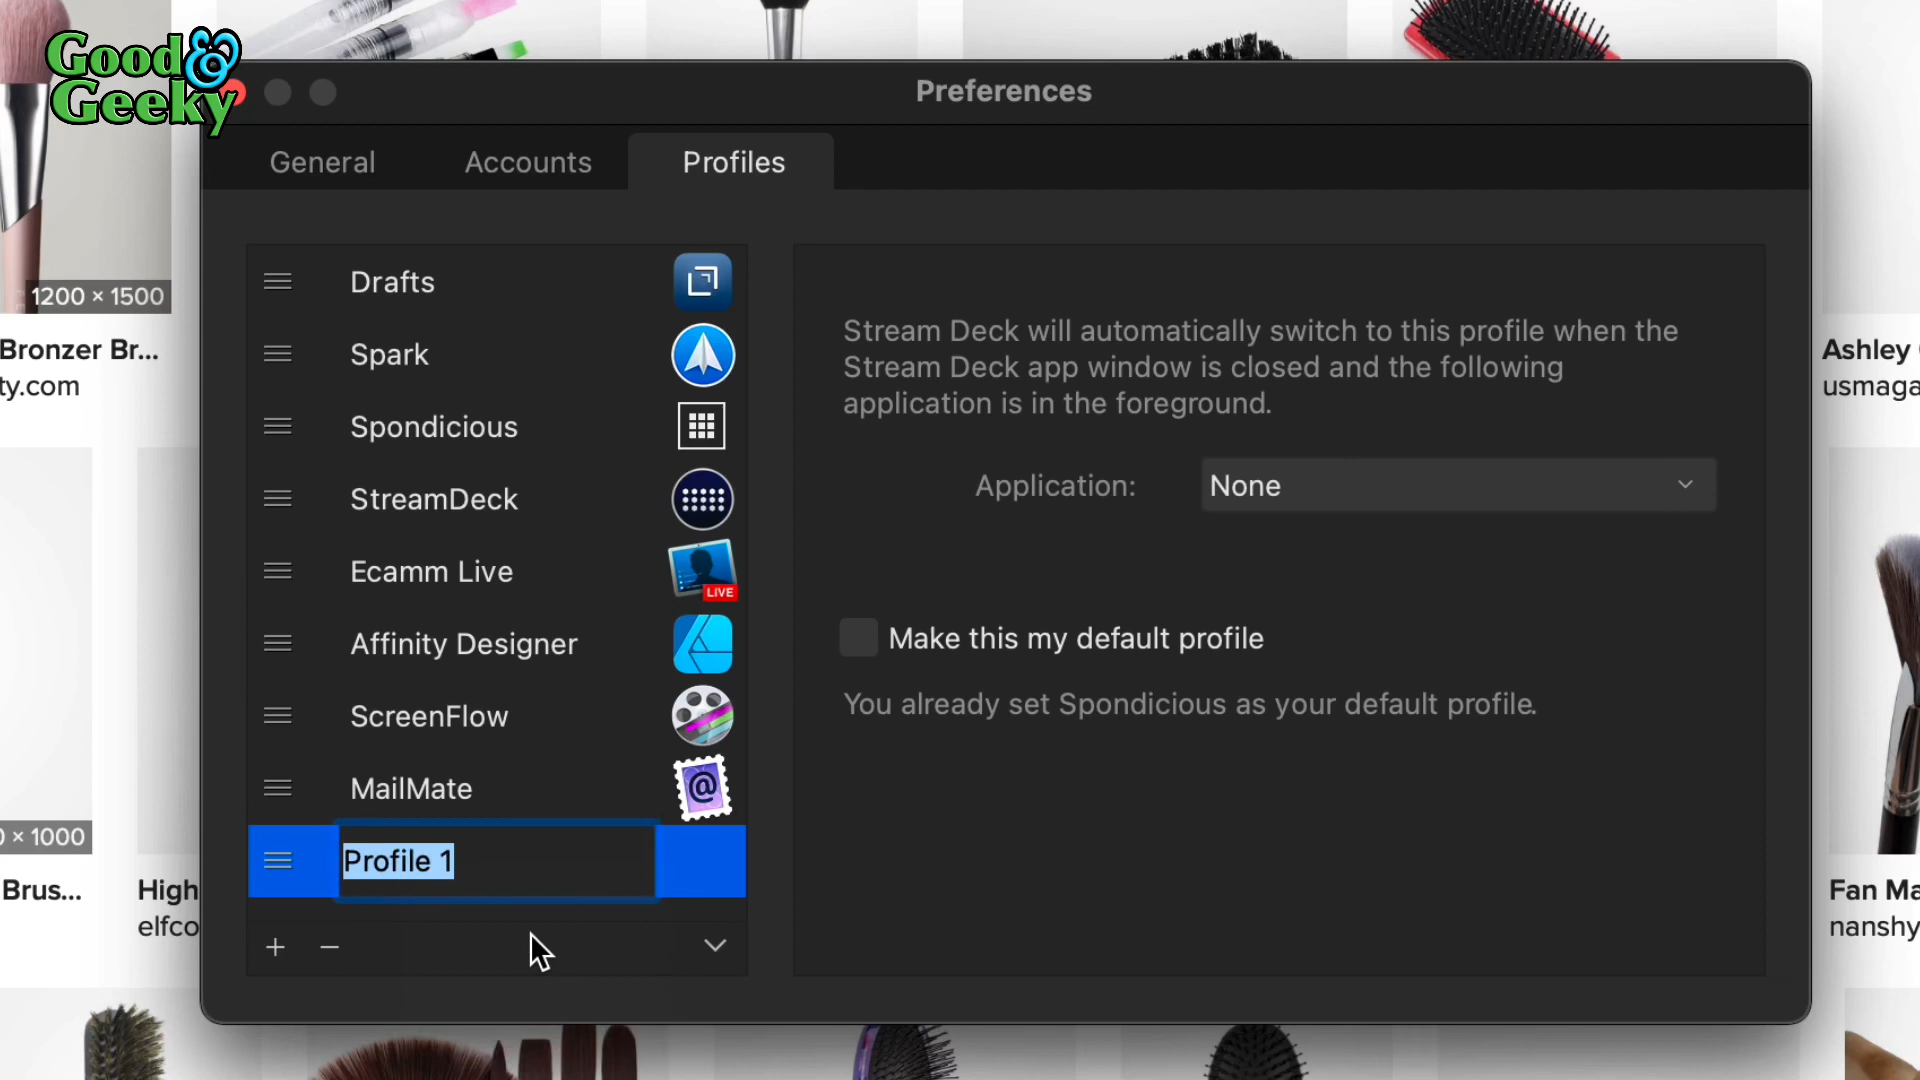 Good &
Geeky
Preferences
General
Accounts
Profiles
Drafts
Spark
Spondicious
StreamDeck
Ecamm Live
LIVE
Affinity Designer
ScreenFlow
MailMate
@
Profile 1
+ −
Stream Deck will automatically switch to this profile when the
Stream Deck app window is closed and the following
application is in the foreground.
Application:
None
Make this my default profile
You already set Spondicious as your default profile.
1200 × 1500
Bronzer Br...
ty.com
0 × 1000
Brus...
High
elfco
Ashley
usmaga
Fan Ma
nanshy